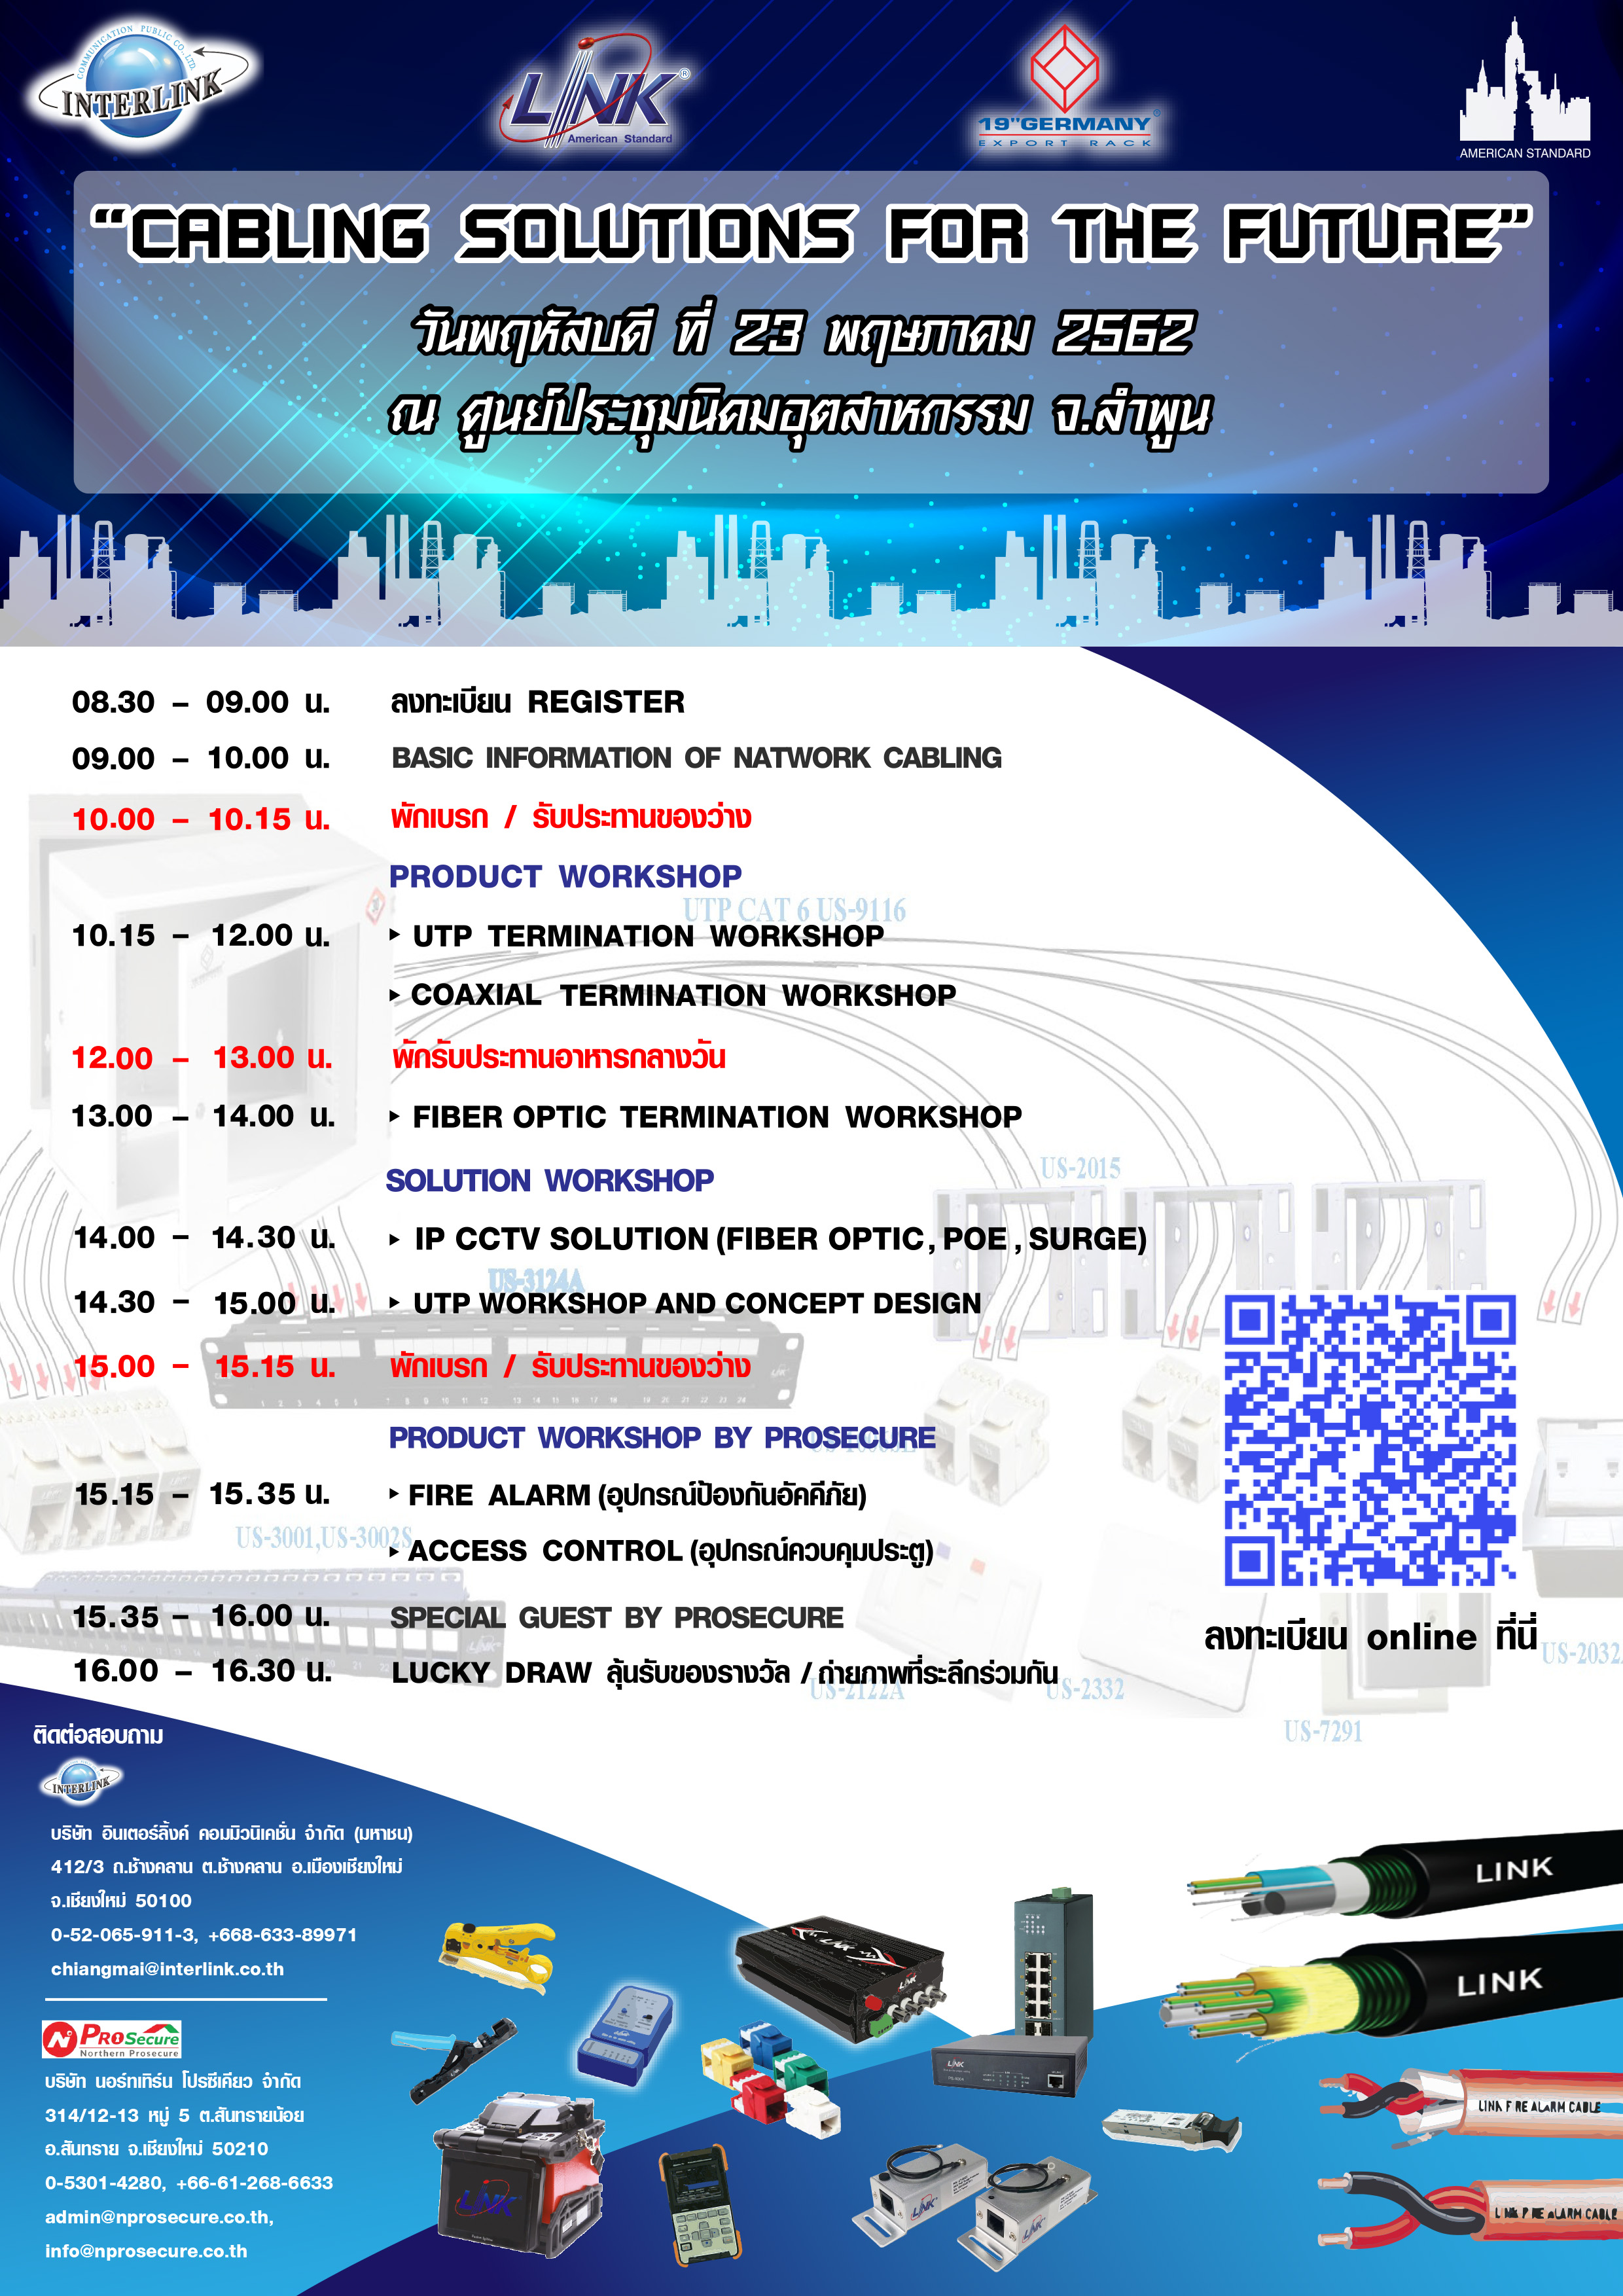 COMMUNICATION PUBLIC CO.,LTD.
INTERLINK
LINK®
American Standard
19"GERMANY®
EXPORT RACK
AMERICAN STANDARD
“CABLING SOLUTIONS FOR THE FUTURE”
วันพฤหัสบดี ที่ 23 พฤษภาคม 2562
ณ ศูนย์ประชุมนิคมอุตสาหกรรม จ.ลำพูน
08.30 – 09.00 น. ลงทะเบียน REGISTER
09.00 – 10.00 น. BASIC INFORMATION OF NATWORK CABLING
10.00 – 10.15 น. พักเบรก / รับประทานของว่าง
PRODUCT WORKSHOP
UTP CAT 6 US-9116
10.15 – 12.00 น. ‣ UTP TERMINATION WORKSHOP
‣ COAXIAL TERMINATION WORKSHOP
12.00 – 13.00 น. พักรับประทานอาหารกลางวัน
13.00 – 14.00 น. ‣ FIBER OPTIC TERMINATION WORKSHOP
US-2015
SOLUTION WORKSHOP
14.00 – 14.30 น. ‣ IP CCTV SOLUTION (FIBER OPTIC, POE, SURGE)
US-3124A
14.30 – 15.00 น. ‣ UTP WORKSHOP AND CONCEPT DESIGN
15.00 – 15.15 น. พักเบรก / รับประทานของว่าง
PRODUCT WORKSHOP BY PROSECURE
15.15 – 15.35 น. ‣ FIRE ALARM (อุปกรณ์ป้องกันอัคคีภัย)
US-3001,US-3002S
‣ ACCESS CONTROL (อุปกรณ์ควบคุมประตู)
15.35 – 16.00 น. SPECIAL GUEST BY PROSECURE
ลงทะเบียน online ที่นี่
US-2032
16.00 – 16.30 น. LUCKY DRAW ลุ้นรับของรางวัล / ถ่ายภาพที่ระลึกร่วมกัน
US-2122A
US-2332
US-7291
ติดต่อสอบถาม
INTERLINK
บริษัท อินเตอร์ลิ้งค์ คอมมิวนิเคชั่น จำกัด (มหาชน)
412/3 ถ.ช้างคลาน ต.ช้างคลาน อ.เมืองเชียงใหม่
จ.เชียงใหม่ 50100
0-52-065-911-3, +668-633-89971
chiangmai@interlink.co.th
PROSecure
Northern Prosecure
บริษัท นอร์ทเทิร์น โปรซีเคียว จำกัด
314/12-13 หมู่ 5 ต.สันทรายน้อย
อ.สันทราย จ.เชียงใหม่ 50210
0-5301-4280, +66-61-268-6633
admin@nprosecure.co.th,
info@nprosecure.co.th
LINK
LINK
LINK
LINK
LINK
LINK FIRE ALARM CABLE
LINK FIRE ALARM CABLE